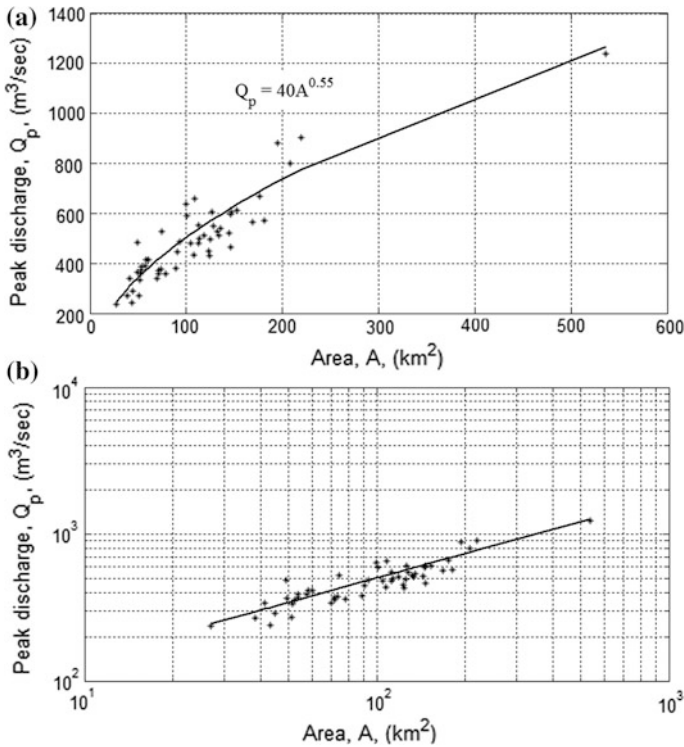 (a)
1400
1200
1000
800
600
400
200
Peak discharge, Qₚ, (m³/sec)
Qₚ = 40A⁰·⁵⁵
0 100 200 300 400 500 600
Area, A, (km²)
(b)
10⁴
10³
10²
Peak discharge, Qₚ, (m³/sec)
10¹ 10² 10³
Area, A, (km²)